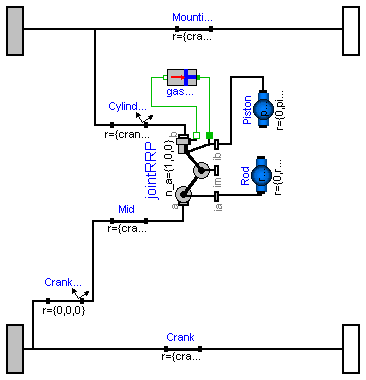 Mounti...
r={cra...
gas...
Cylind...
r={cran...
Piston
r={0,pi...
b
ib
jointRRP
n_a={1,0,0}
im
Rod
r={0,r...
a
ia
Mid
r={cra...
Crank...
r={0,0,0}
Crank
r={cra...